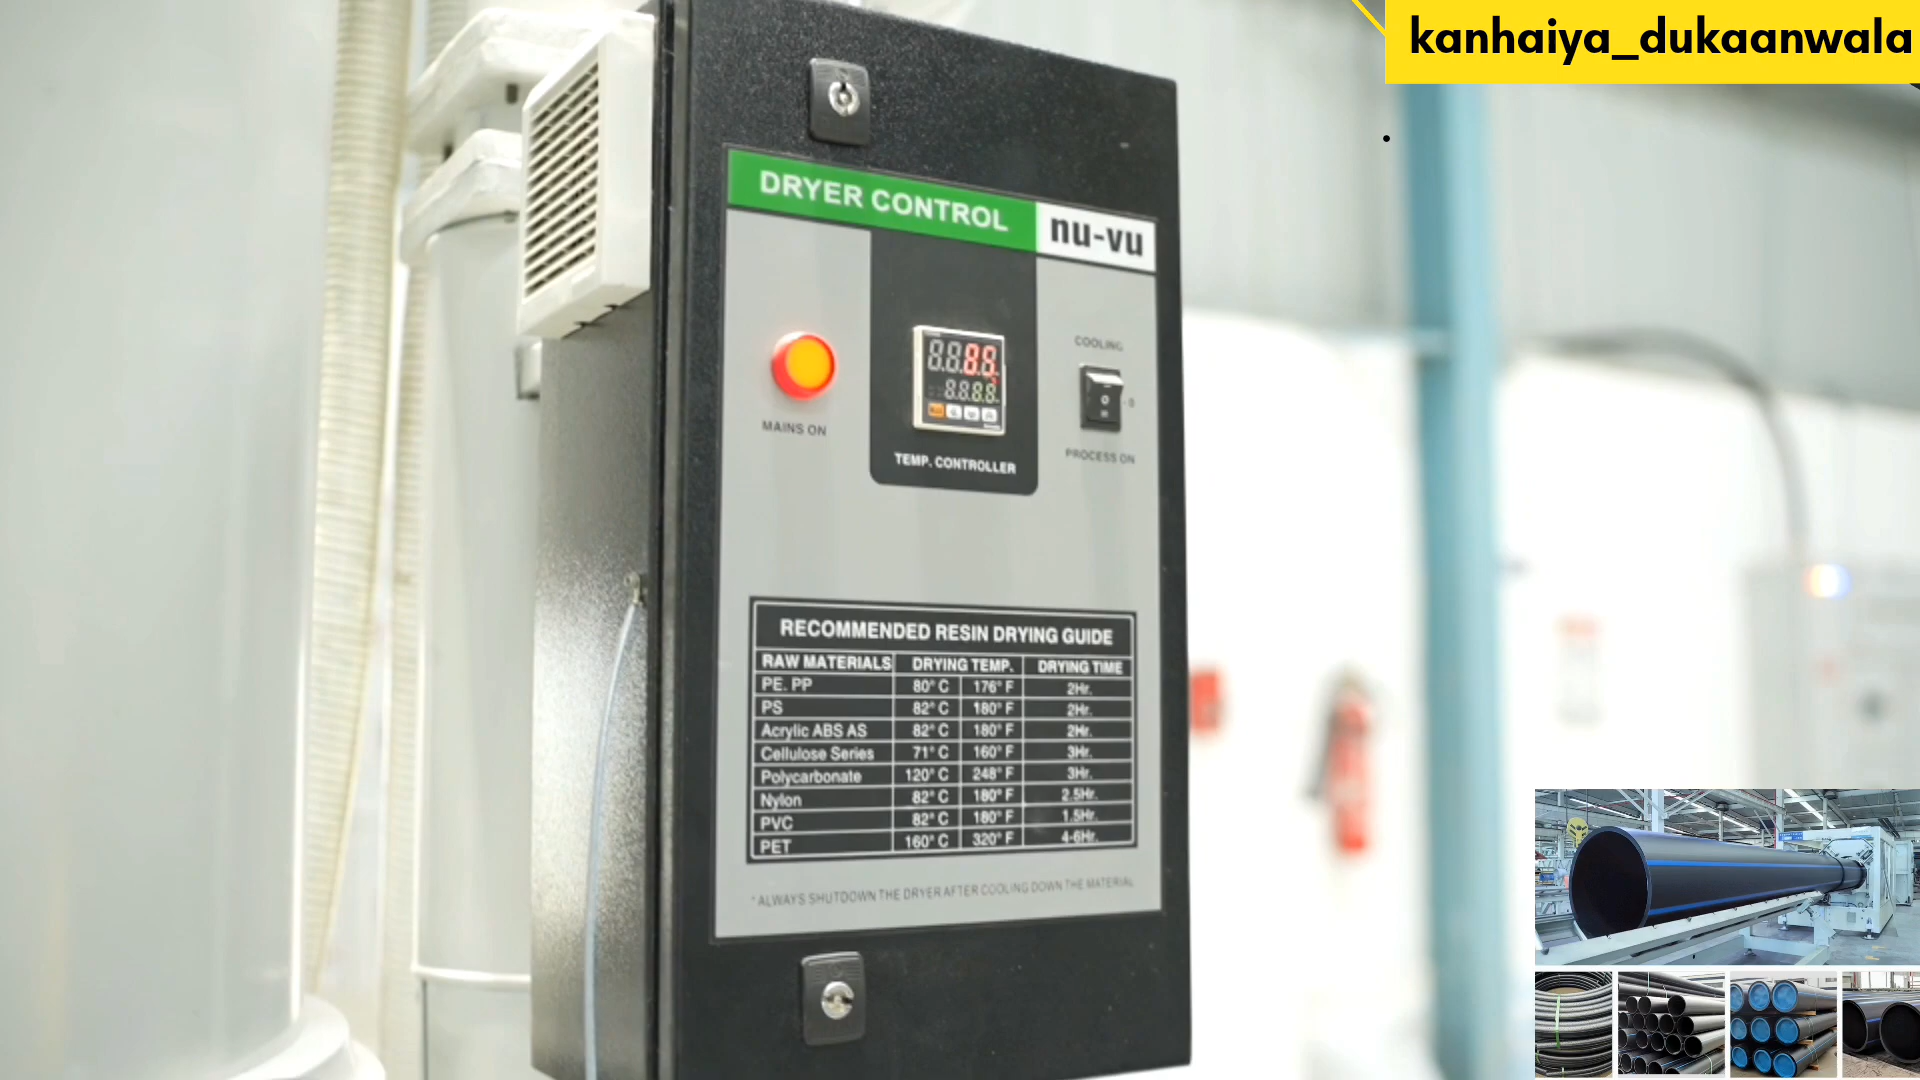 kanhaiya_dukaanwala
DRYER CONTROL
nu-vu
COOLING
MAINS ON
TEMP. CONTROLLER
PROCESS ON
RECOMMENDED RESIN DRYING GUIDE
RAW MATERIALS DRYING TEMP. DRYING TIME
PE. PP 80° C 176° F 2Hr.
PS 82° C 180° F 2Hr.
Acrylic ABS AS 82° C 180° F 2Hr.
Cellulose Series 71° C 160° F 3Hr.
Polycarbonate 120° C 248° F 3Hr.
Nylon 82° C 180° F 2.5Hr.
PVC 82° C 180° F 1.5Hr.
PET 160° C 320° F 4-6Hr.
* ALWAYS SHUTDOWN THE DRYER AFTER COOLING DOWN THE MATERIAL